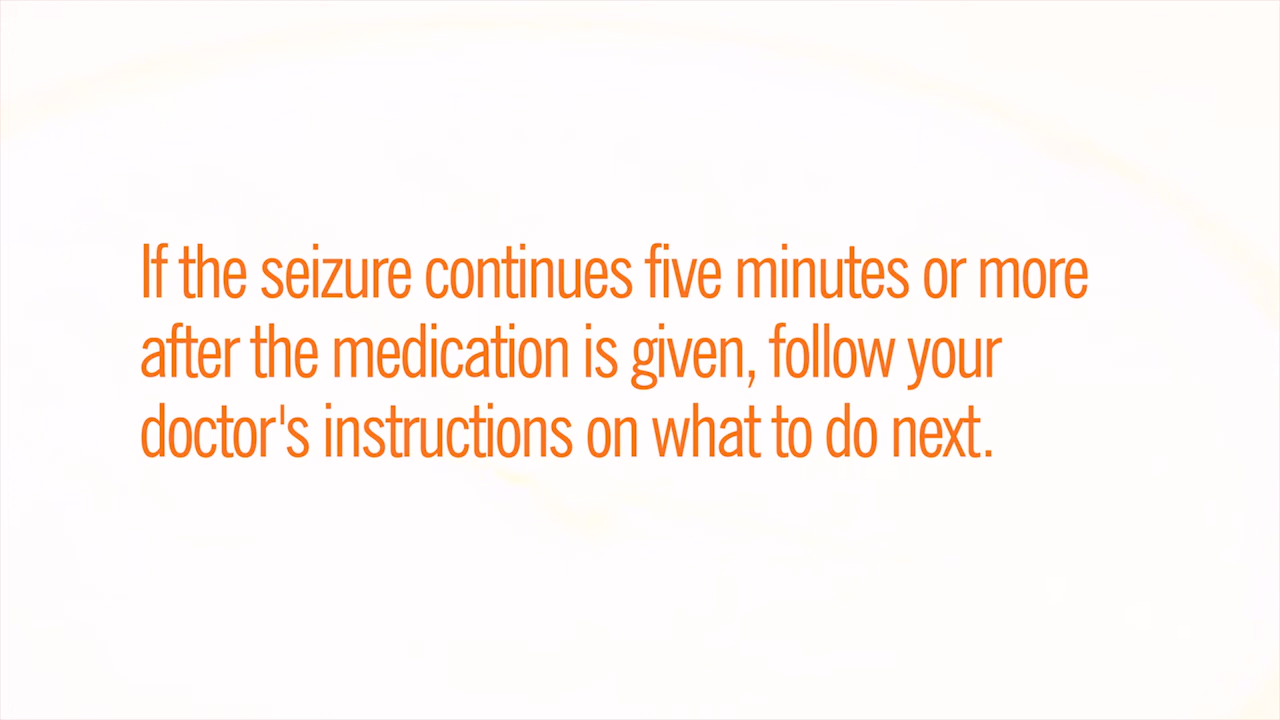 If the seizure continues five minutes or more
after the medication is given, follow your
doctor's instructions on what to do next.